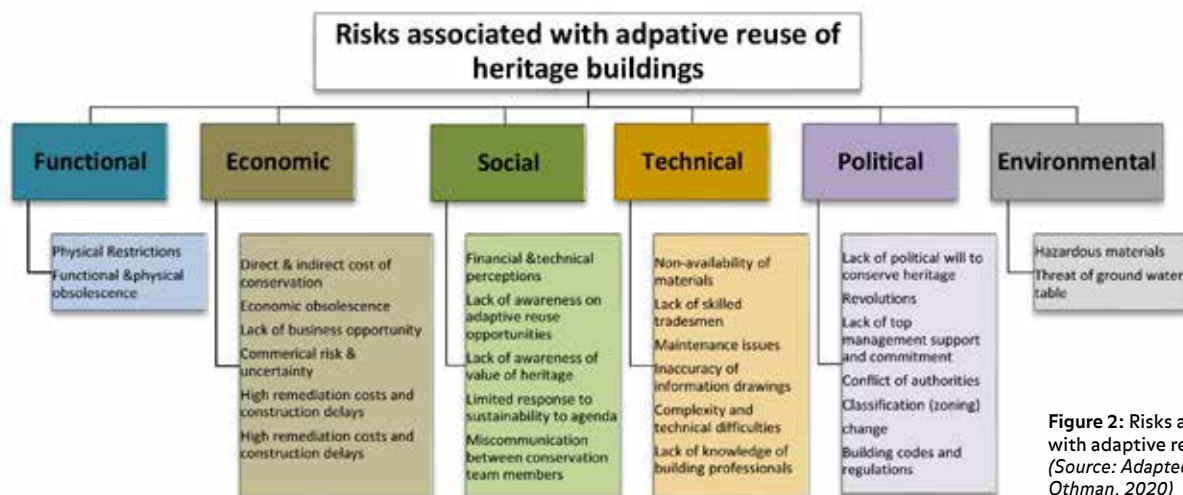 Risks associated with adpative reuse of
heritage buildings
Functional
Economic
Social
Technical
Political
Environmental
Physical Restrictions
Functional &physical
obsolescence
Direct & indirect cost of
conservation
Economic obsolescence
Lack of business opportunity
Commerical risk &
uncertainty
High remediation costs and
construction delays
High remediation costs and
construction delays
Financial &technical
perceptions
Lack of awareness on
adaptive reuse
opportunities
Lack of awareness of
value of heritage
Limited response to
sustainability to agenda
Miscommunication
between conservation
team members
Non-availability of
materials
Lack of skilled
tradesmen
Maintenance issues
Inaccuracy of
information drawings
Complexity and
technical difficulties
Lack of knowledge of
building professionals
Lack of political will to
conserve heritage
Revolutions
Lack of top
management support
and commitment
Conflict of authorities
Classification (zoning)
change
Building codes and
regulations
Hazardous materials
Threat of ground water
table
Figure 2: Risks a
with adaptive re
(Source: Adapted
Othman, 2020)